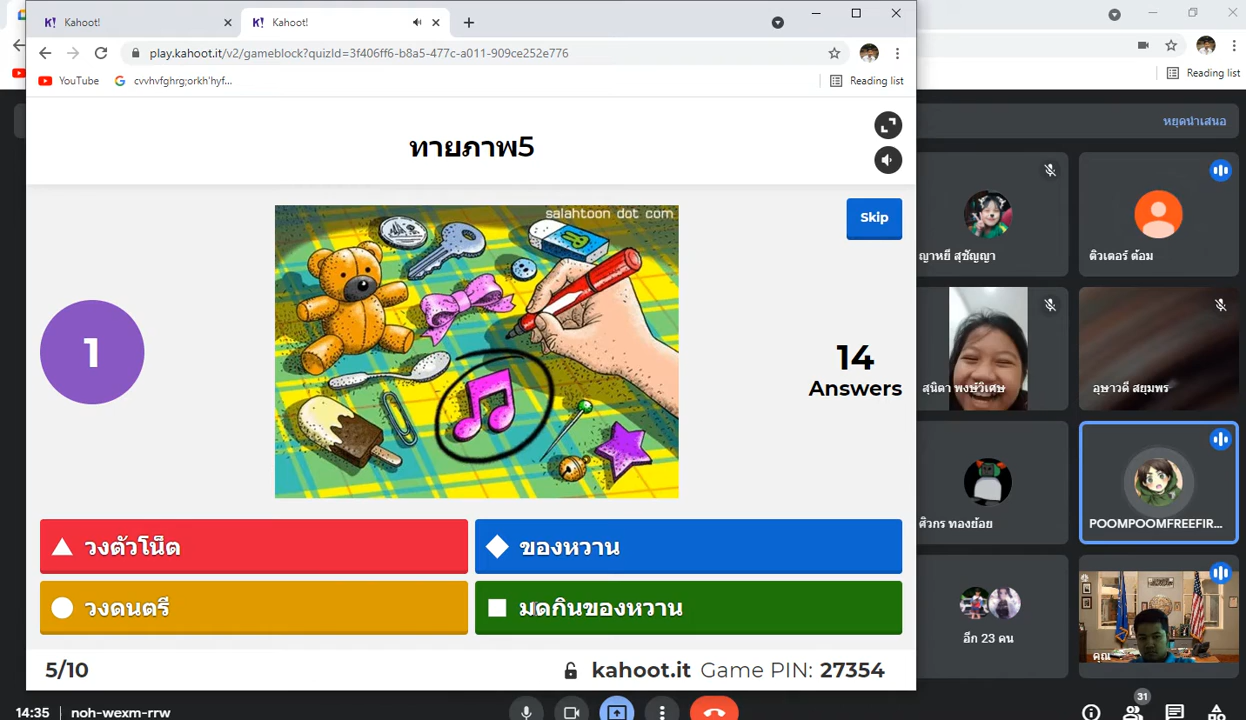 Kahoot!
Kahoot!
play.kahoot.it/v2/gameblock?quizId=3f406ff6-b8a5-477c-a011-909ce252e776
YouTube
cvvhvfghrg;orkh'hyf...
Reading list
Reading list
หยุดนำเสนอ
ทายภาพ5
salahtoon dot com
Skip
1
14
Answers
วงตัวโน็ต
ของหวาน
วงดนตรี
มดกินของหวาน
5/10
kahoot.it Game PIN: 27354
ญาหยี สุชัญญา
ติวเตอร์ ต้อม
สุนิตา พงษ์วิเศษ
อุษาวดี สยุมพร
ศิวกร ทองย้อย
POOMPOOMFREEFIR...
อีก 23 คน
คุณ
14:35 | noh-wexm-rrw
31